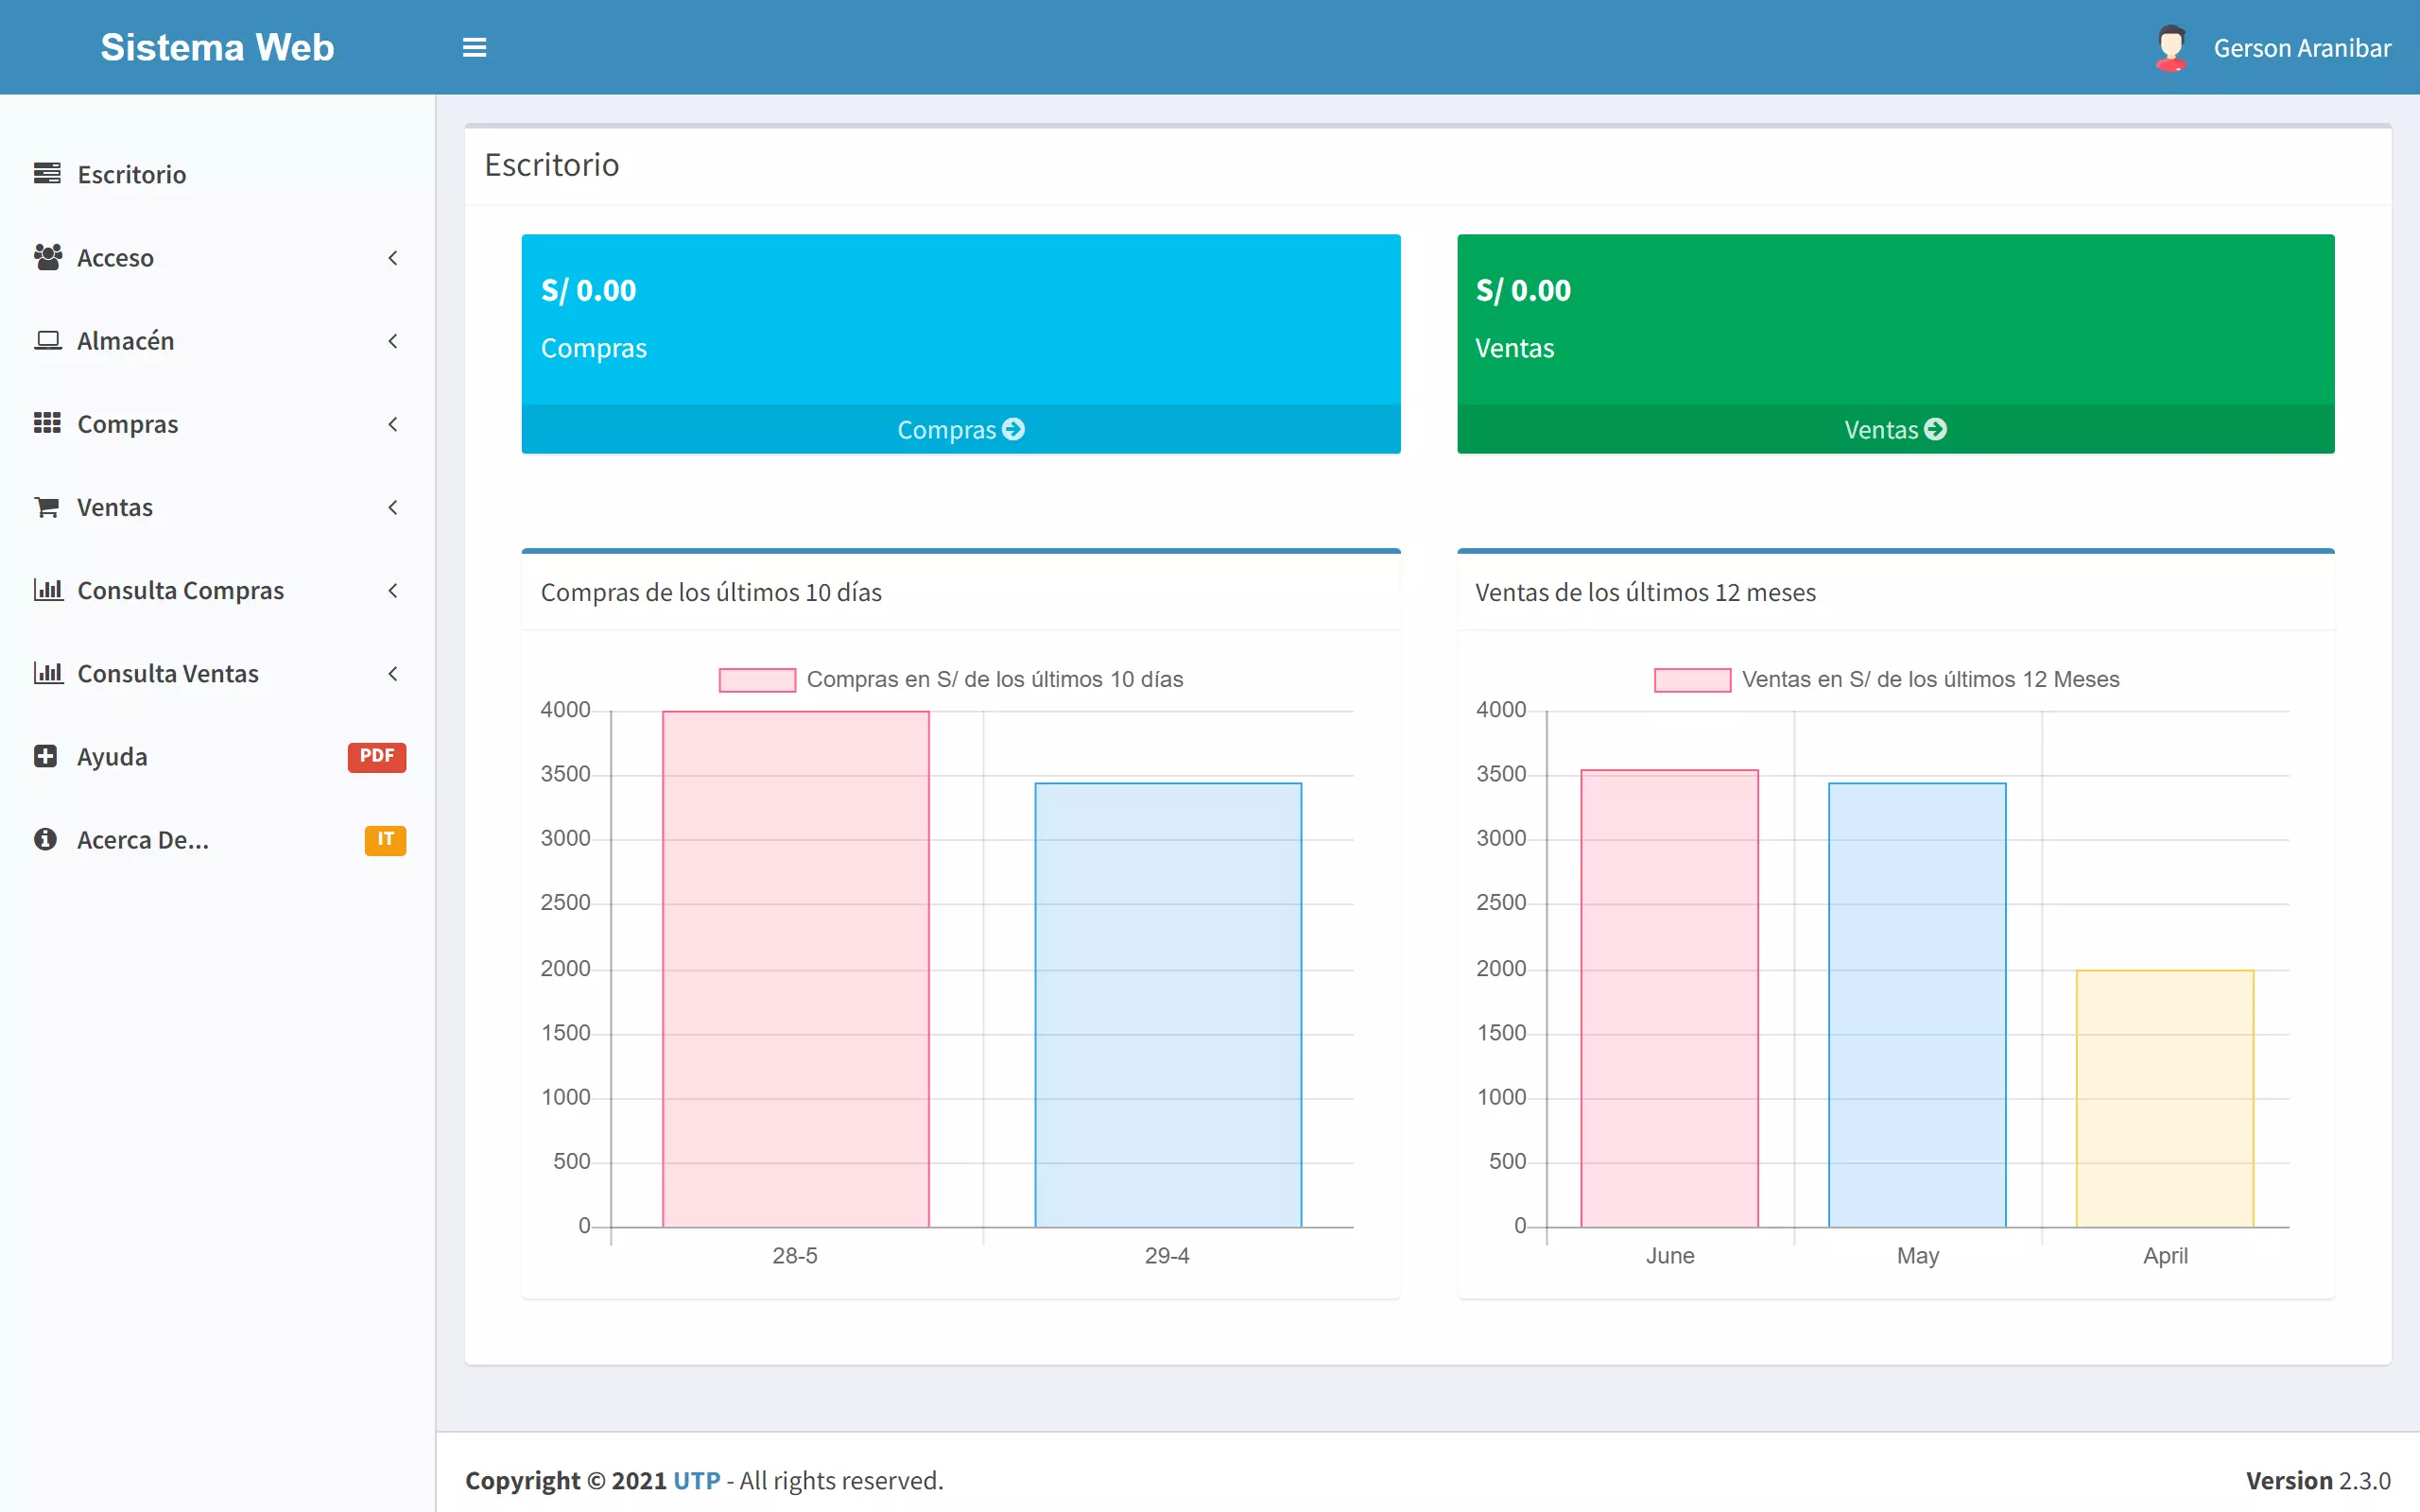 Sistema Web
Gerson Aranibar
Escritorio
Acceso
Almacén
Compras
Ventas
Consulta Compras
Consulta Ventas
Ayuda PDF
Acerca De... IT
Escritorio
S/ 0.00
Compras
Compras
S/ 0.00
Ventas
Ventas
Compras de los últimos 10 días
Compras en S/ de los últimos 10 días
4000
3500
3000
2500
2000
1500
1000
500
0
28-5 29-4
Ventas de los últimos 12 meses
Ventas en S/ de los últimos 12 Meses
4000
3500
3000
2500
2000
1500
1000
500
0
June May April
Copyright © 2021 UTP - All rights reserved.
Version 2.3.0